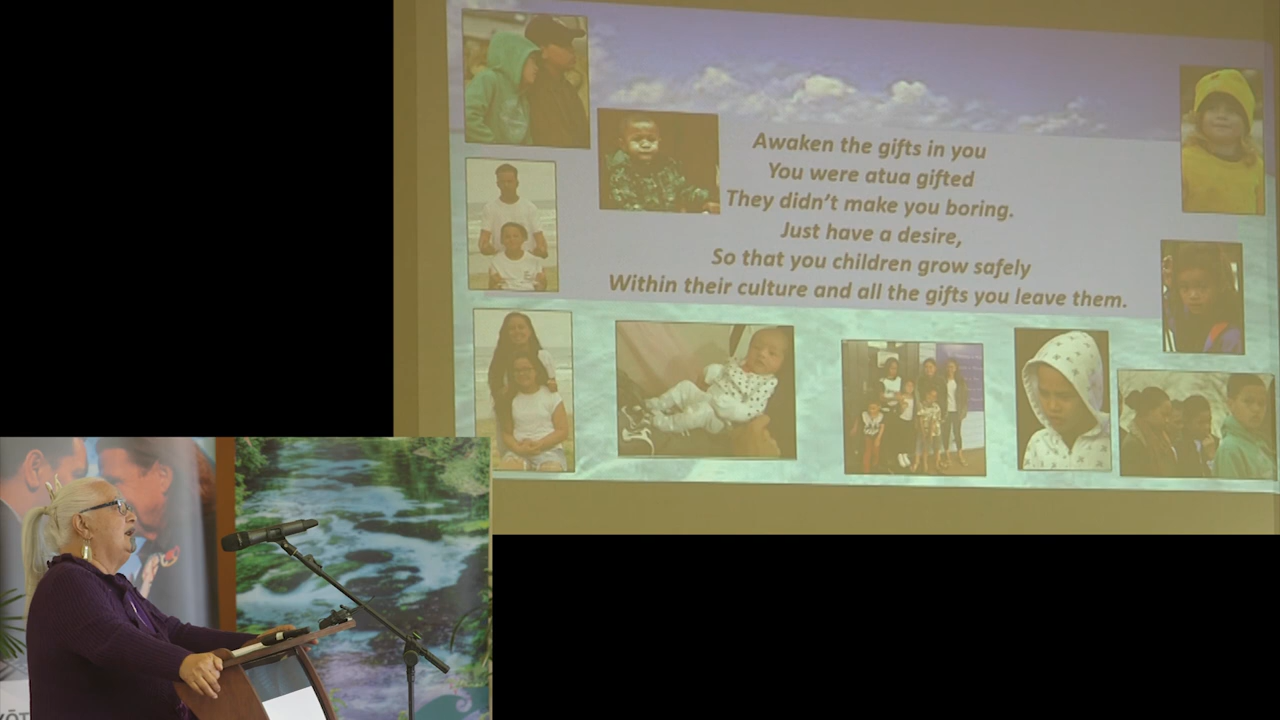 Awaken the gifts in you
You were atua gifted
They didn't make you boring.
Just have a desire,
So that you children grow safely
Within their culture and all the gifts you leave them.